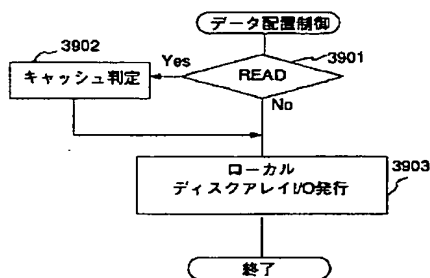 データ配置制御
3901
READ
Yes
No
3902
キャッシュ判定
ローカル
ディスクアレイI/O発行
3903
終了